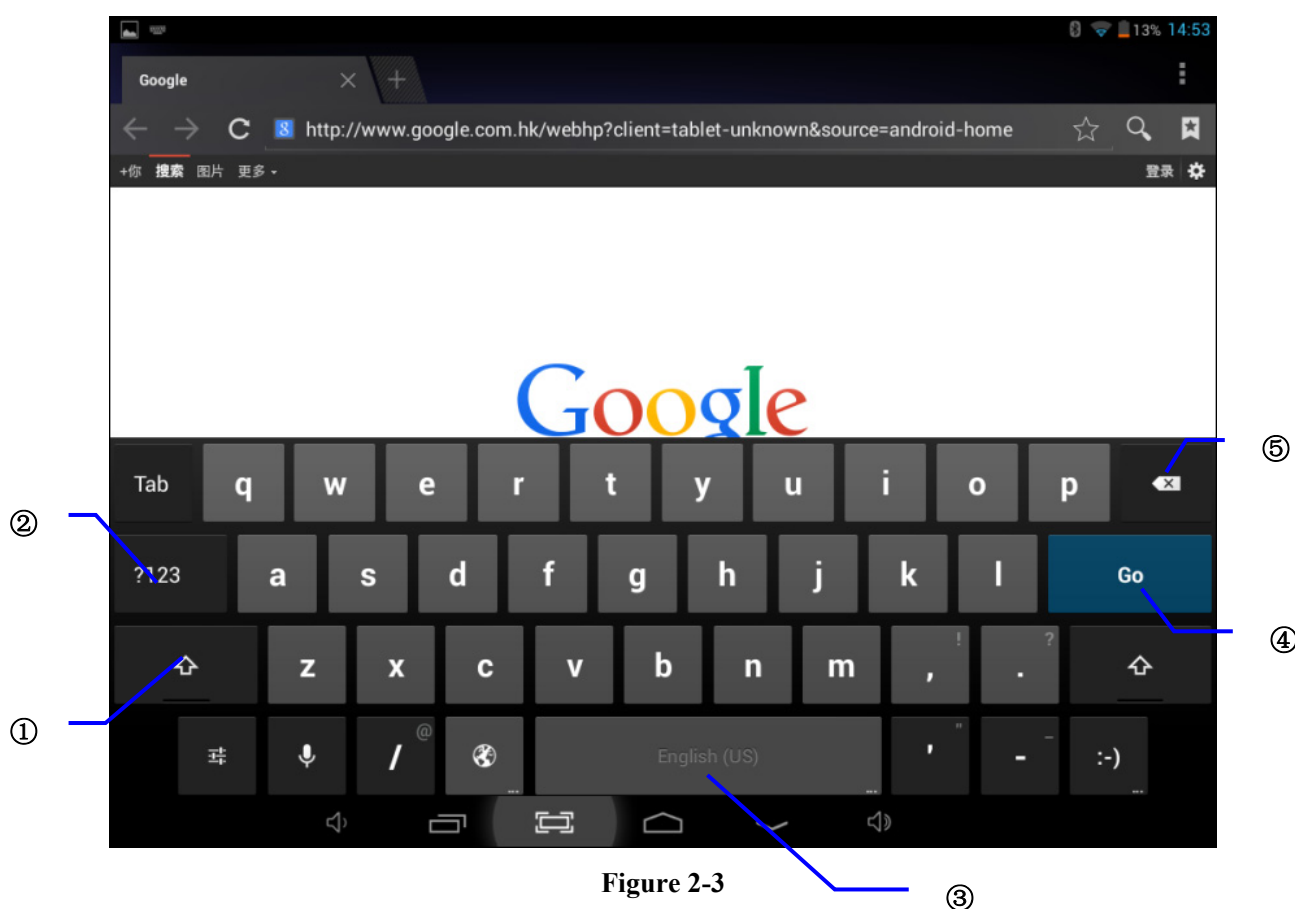 13% 14:53
Google
http://www.google.com.hk/webhp?client=tablet-unknown&source=android-home
+你 搜索 图片 更多 登录
Google
Tab q w e r t y u i o p
⑤
②
?123 a s d f g h j k l Go
④
z x c v b n m , ! . ?
①
/ @ English (US) ' " - _ :-)
Figure 2-3
③